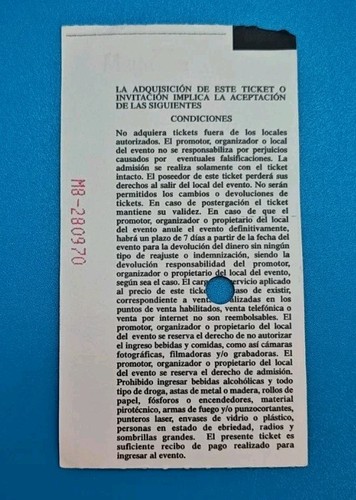 LA ADQUISICIÓN DE ESTE TICKET O
INVITACIÓN IMPLICA LA ACEPTACIÓN
DE LAS SIGUIENTES
CONDICIONES
No adquiera tickets fuera de los locales
autorizados. El promotor, organizador o local
del evento no se responsabiliza por perjuicios
causados por eventuales falsificaciones. La
admisión se realiza solamente con el ticket
intacto. El poseedor de este ticket perderá sus
derechos al salir del local del evento. No serán
permitidos los cambios o devoluciones de
tickets. En caso de postergación el ticket
mantiene su validez. En caso de que el
promotor, organizador o propietario del local
del evento anule el evento definitivamente,
habrá un plazo de 7 días a partir de la fecha del
evento para la devolución del dinero sin ningún
tipo de reajuste o indemnización, siendo la
devolución responsabilidad del promotor,
organizador o propietario del local del evento,
según sea el caso. El carg servicio aplicado
al precio de este ticke aso de existir,
correspondiente a vent alizadas en los
puntos de venta habilitados, venta telefónica o
venta por internet no son reembolsables. El
promotor, organizador o propietario del local
del evento se reserva el derecho de no autorizar
el ingreso bebidas y comidas, como así cámaras
fotográficas, filmadoras y/o grabadoras. El
promotor, organizador o propietario del local
del evento se reserva el derecho de admisión.
Prohibido ingresar bebidas alcohólicas y todo
tipo de droga, astas de metal o madera, rollos de
papel, fósforos o encendedores, material
pirotécnico, armas de fuego y/o punzocortantes,
punteros laser, envases de vidrio o plástico,
personas en estado de ebriedad, radios y
sombrillas grandes. El presente ticket es
suficiente recibo de pago realizado para
ingresar al evento.
M8-280970